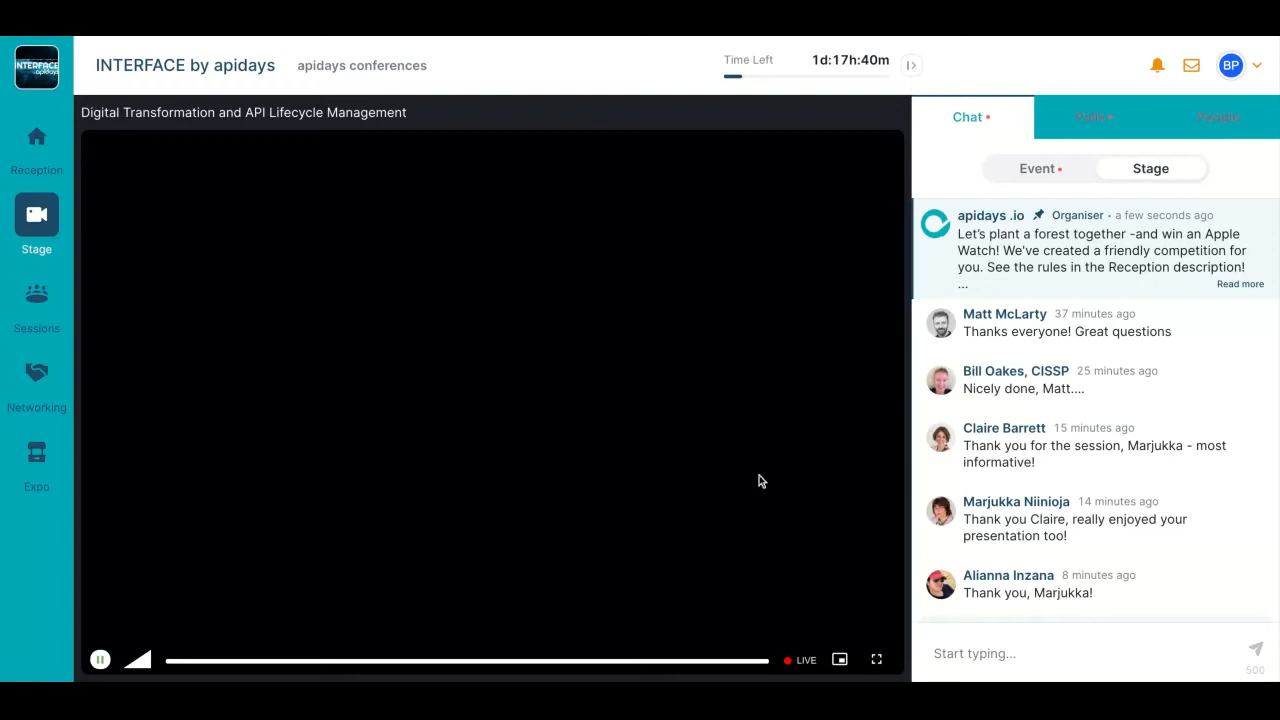 INTERFACE
apidays
INTERFACE by apidays
apidays conferences
Time Left
1d:17h:40m
BP
Reception
Stage
Sessions
Networking
Expo
Digital Transformation and API Lifecycle Management
LIVE
Chat
Polls
People
Event
Stage
apidays .io Organiser • a few seconds ago
Let's plant a forest together -and win an Apple
Watch! We've created a friendly competition for
you. See the rules in the Reception description!
...
Read more
Matt McLarty 37 minutes ago
Thanks everyone! Great questions
Bill Oakes, CISSP 25 minutes ago
Nicely done, Matt....
Claire Barrett 15 minutes ago
Thank you for the session, Marjukka - most
informative!
Marjukka Niinioja 14 minutes ago
Thank you Claire, really enjoyed your
presentation too!
Alianna Inzana 8 minutes ago
Thank you, Marjukka!
Start typing...
500